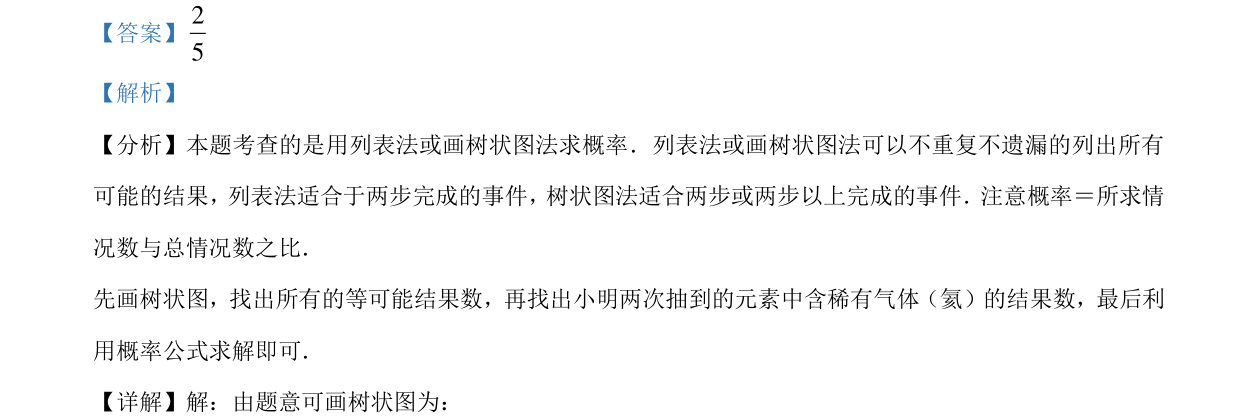 【答案】2/5
【解析】
【分析】本题考查的是用列表法或画树状图法求概率．列表法或画树状图法可以不重复不遗漏的列出所有
可能的结果，列表法适合于两步完成的事件，树状图法适合两步或两步以上完成的事件．注意概率＝所求情
况数与总情况数之比．
先画树状图，找出所有的等可能结果数，再找出小明两次抽到的元素中含稀有气体（氦）的结果数，最后利
用概率公式求解即可．
【详解】解：由题意可画树状图为：